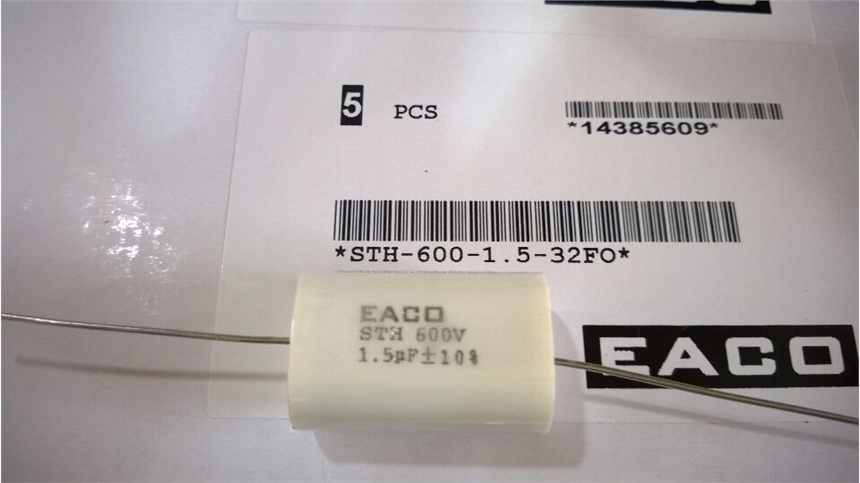 5 PCS
*14385609*
*STH-600-1.5-32FO*
EACO
STH 600V
1.5µF±10%
EACO